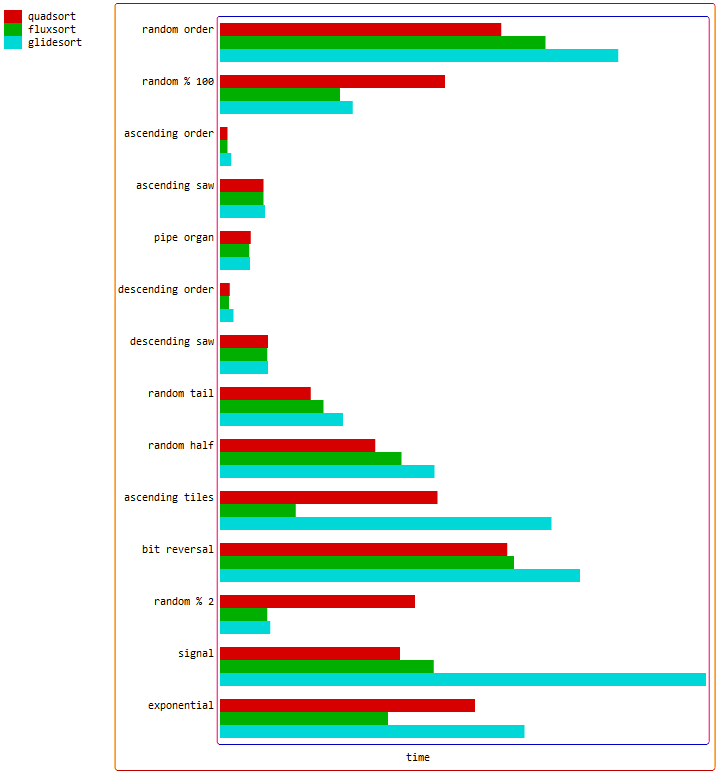 quadsort
fluxsort
glidesort
random order
random % 100
ascending order
ascending saw
pipe organ
descending order
descending saw
random tail
random half
ascending tiles
bit reversal
random % 2
signal
exponential
time